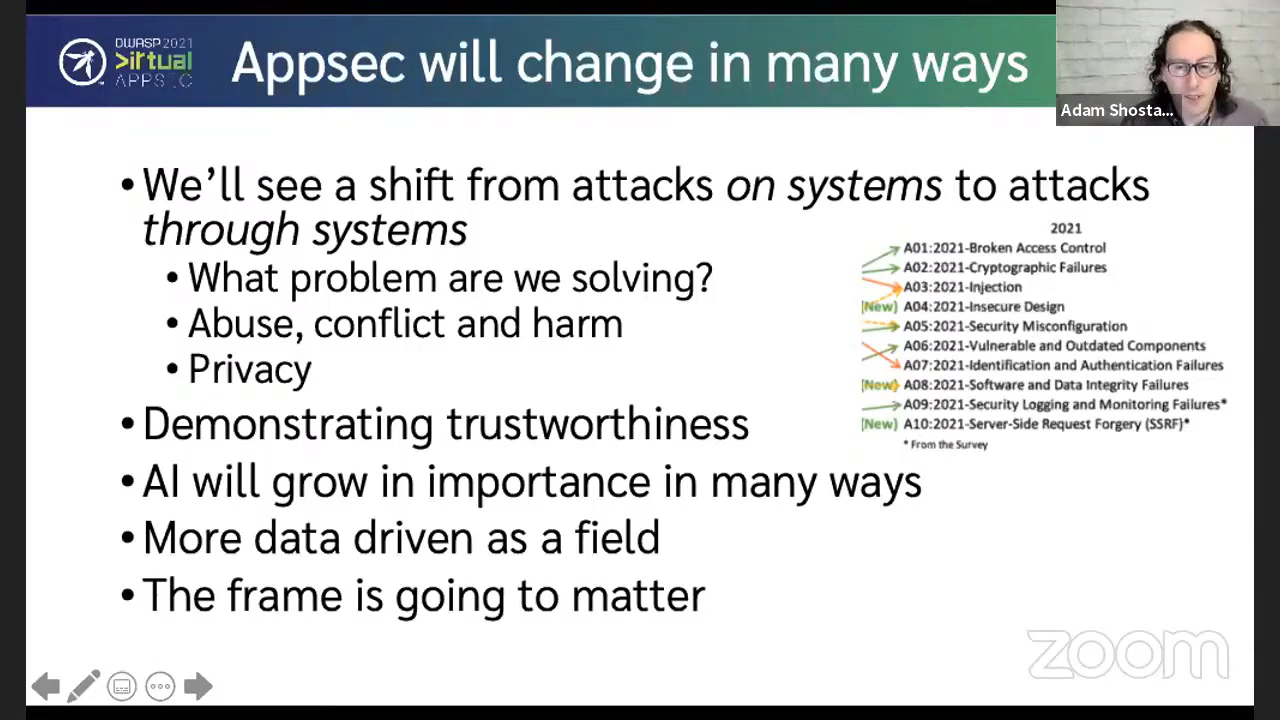 OWASP 2021
>irtual
APPSEC
Appsec will change in many ways
Adam Shosta...
• We’ll see a shift from attacks on systems to attacks
through systems
• What problem are we solving?
• Abuse, conflict and harm
• Privacy
• Demonstrating trustworthiness
• AI will grow in importance in many ways
• More data driven as a field
• The frame is going to matter
2021
A01:2021-Broken Access Control
A02:2021-Cryptographic Failures
A03:2021-Injection
(New) A04:2021-Insecure Design
A05:2021-Security Misconfiguration
A06:2021-Vulnerable and Outdated Components
A07:2021-Identification and Authentication Failures
(New) A08:2021-Software and Data Integrity Failures
A09:2021-Security Logging and Monitoring Failures*
(New) A10:2021-Server-Side Request Forgery (SSRF)*
* From the Survey
zoom